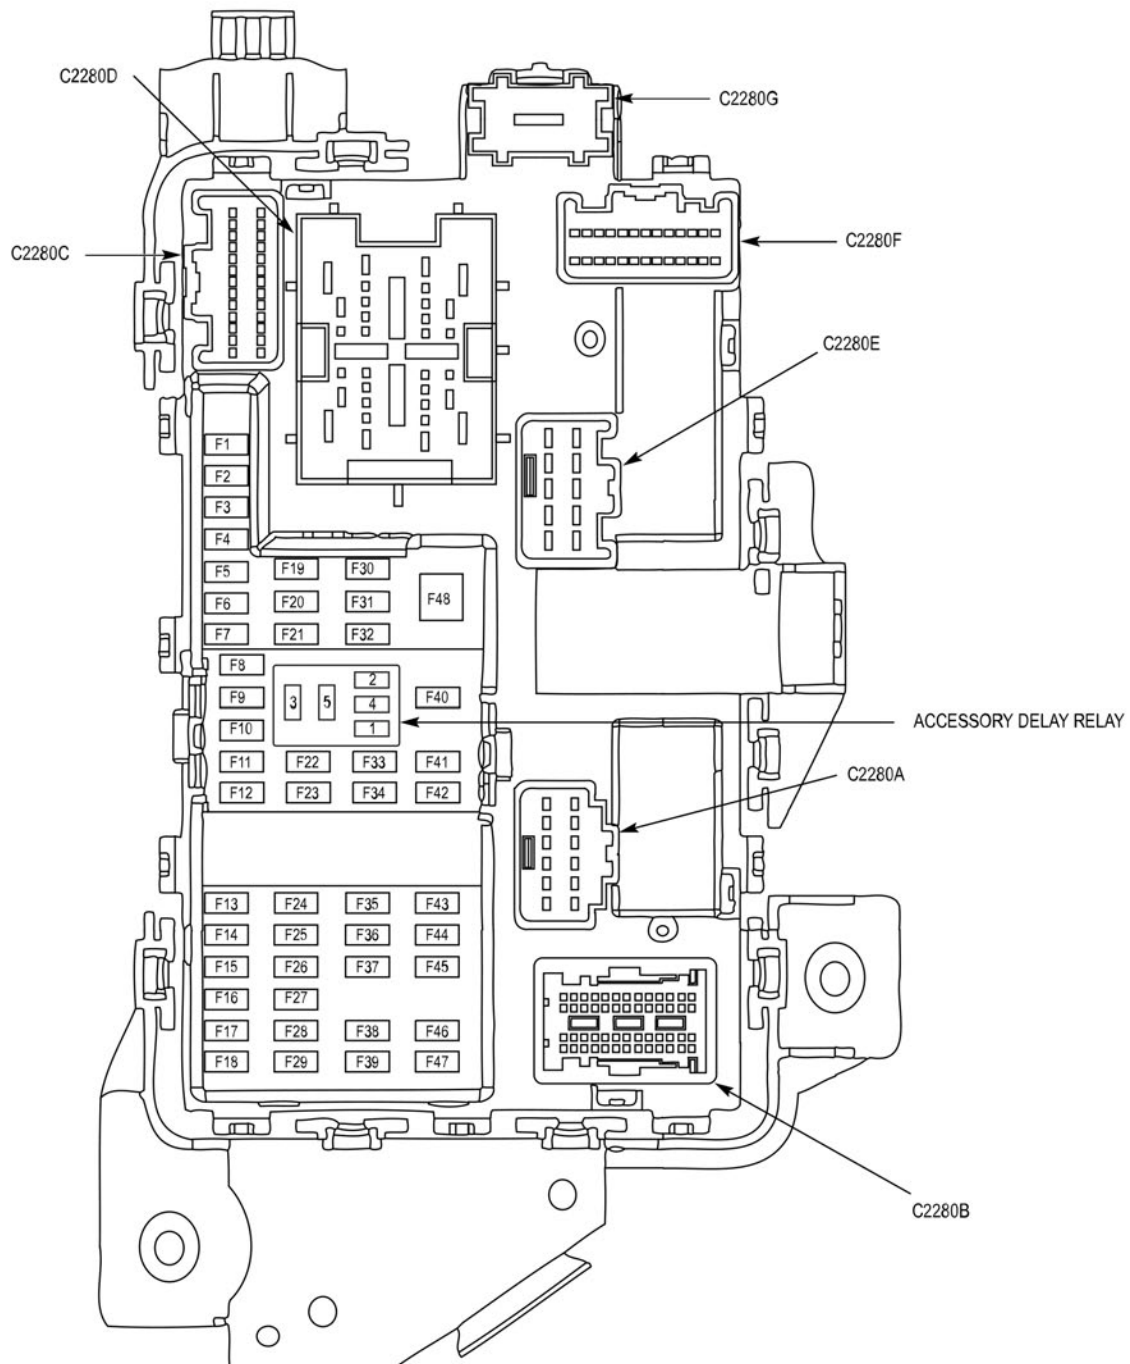 C2280D
C2280G
C2280C
C2280F
C2280E
F1
F2
F3
F4
F5 F19 F30 F48
F6 F20 F31
F7 F21 F32
F8
F9 3 5 2 F40
4
F10 1
ACCESSORY DELAY RELAY
F11 F22 F33 F41
F12 F23 F34 F42
C2280A
F13 F24 F35 F43
F14 F25 F36 F44
F15 F26 F37 F45
F16 F27
F17 F28 F38 F46
F18 F29 F39 F47
C2280B